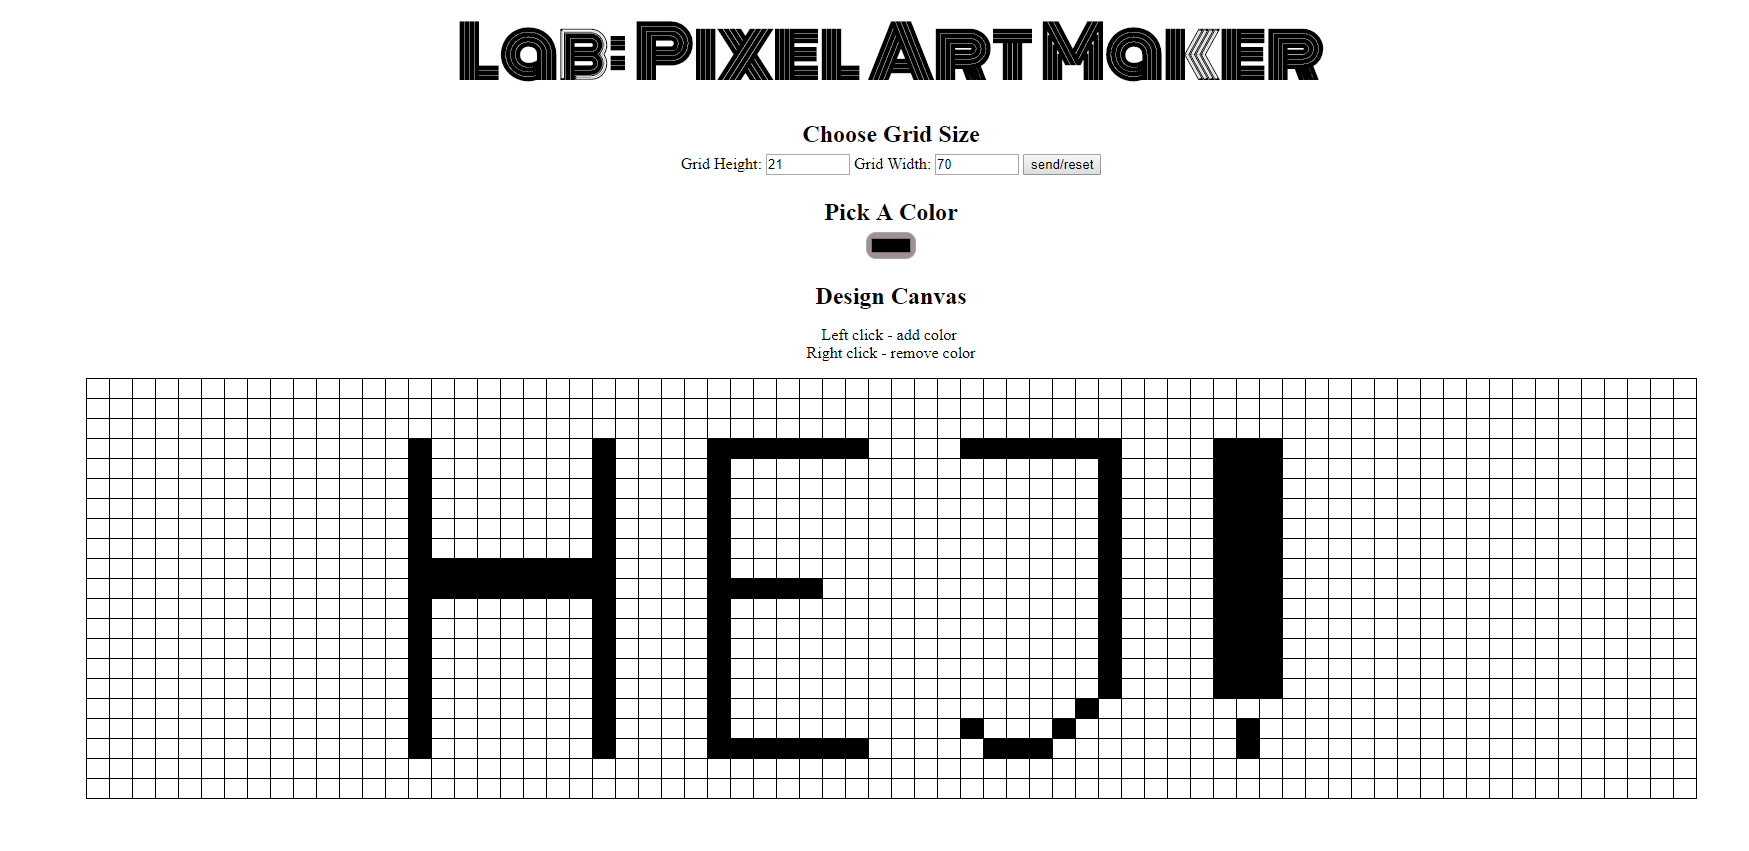 Lab: Pixel Art Maker
Choose Grid Size
Grid Height: 21 Grid Width: 70 send/reset
Pick A Color
Design Canvas
Left click - add color
Right click - remove color
HEJ!